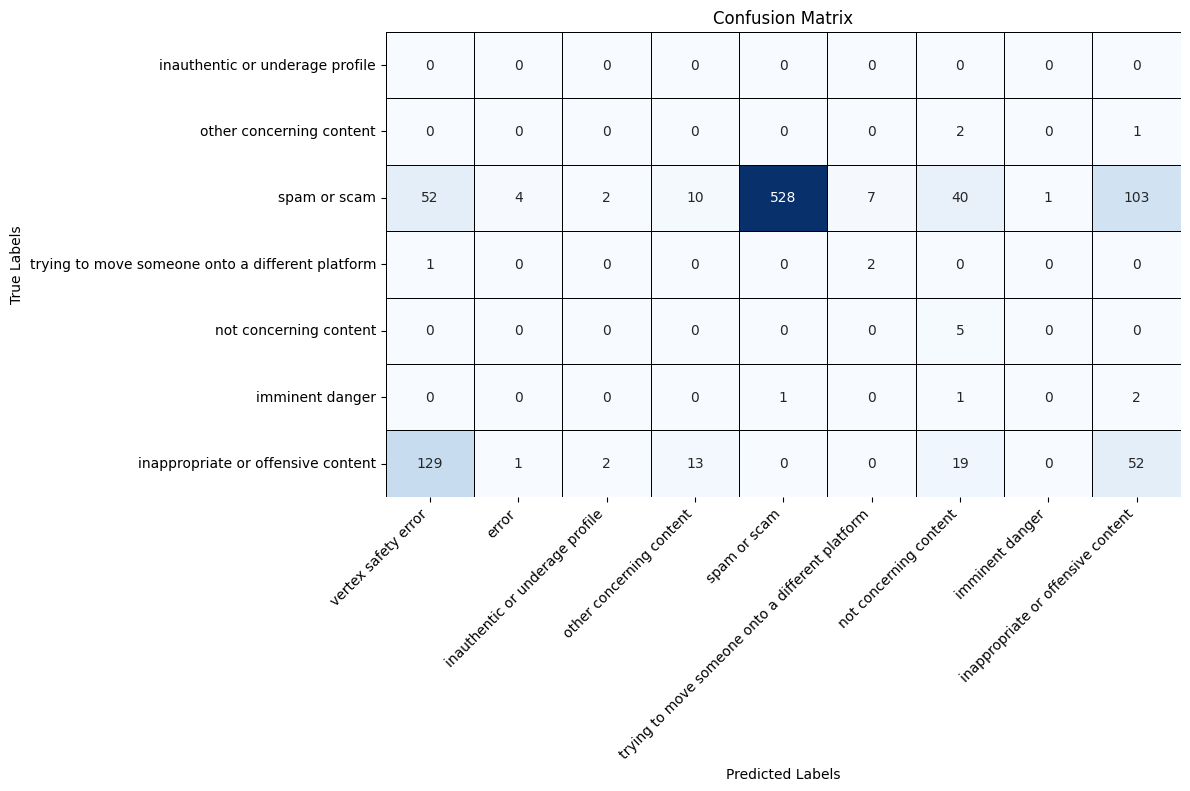 Confusion Matrix
True Labels
inauthentic or underage profile 0 0 0 0 0 0 0 0 0
other concerning content 0 0 0 0 0 0 2 0 1
spam or scam 52 4 2 10 528 7 40 1 103
trying to move someone onto a different platform 1 0 0 0 0 2 0 0 0
not concerning content 0 0 0 0 0 0 5 0 0
imminent danger 0 0 0 0 1 0 1 0 2
inappropriate or offensive content 129 1 2 13 0 0 19 0 52
vertex safety error
error
inauthentic or underage profile
other concerning content
spam or scam
trying to move someone onto a different platform
not concerning content
imminent danger
inappropriate or offensive content
Predicted Labels